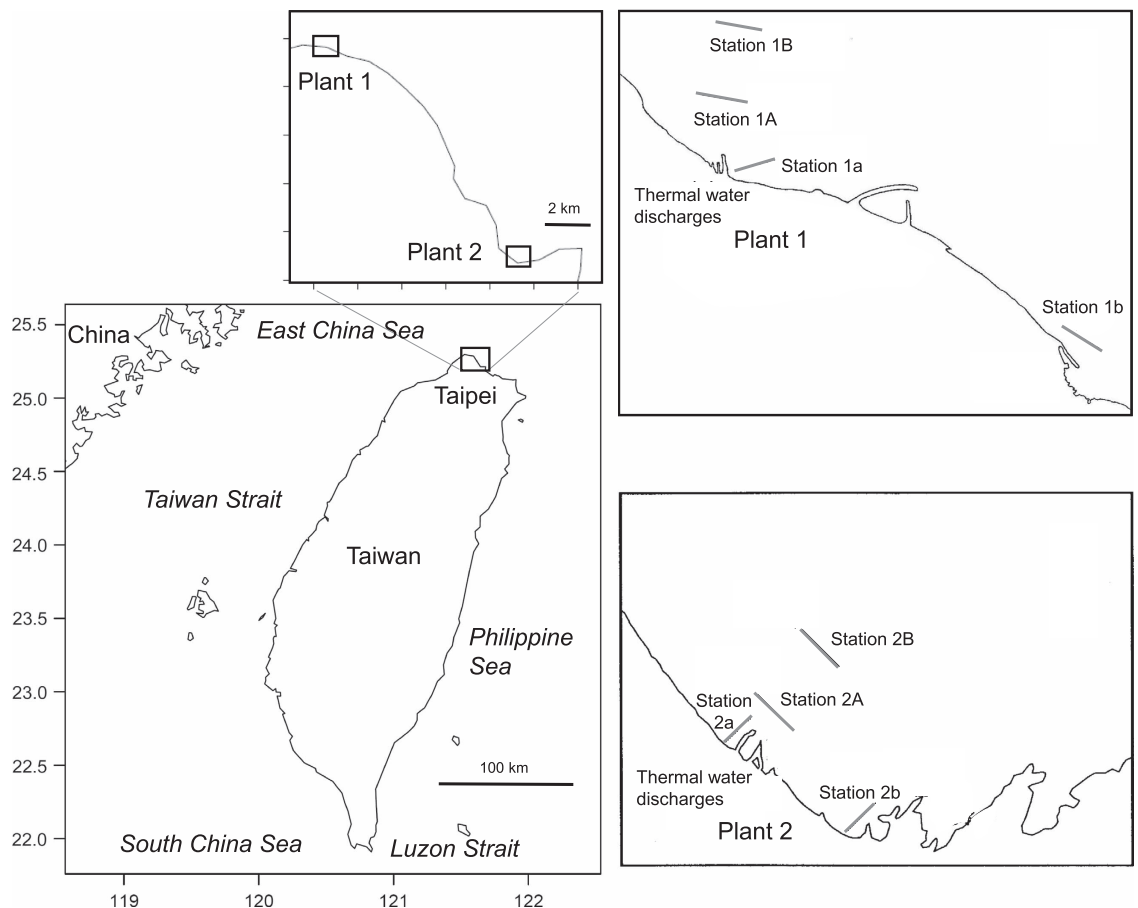 Plant 1
2 km
Plant 2
Station 1B
Station 1A
Station 1a
Thermal water
discharges
Plant 1
Station 1b
25.5
25.0
24.5
24.0
23.5
23.0
22.5
22.0
China
East China Sea
Taipei
Taiwan Strait
Taiwan
Philippine
Sea
100 km
South China Sea
Luzon Strait
119
120
121
122
Station 2B
Station 2A
Station
2a
Thermal water
discharges
Station 2b
Plant 2